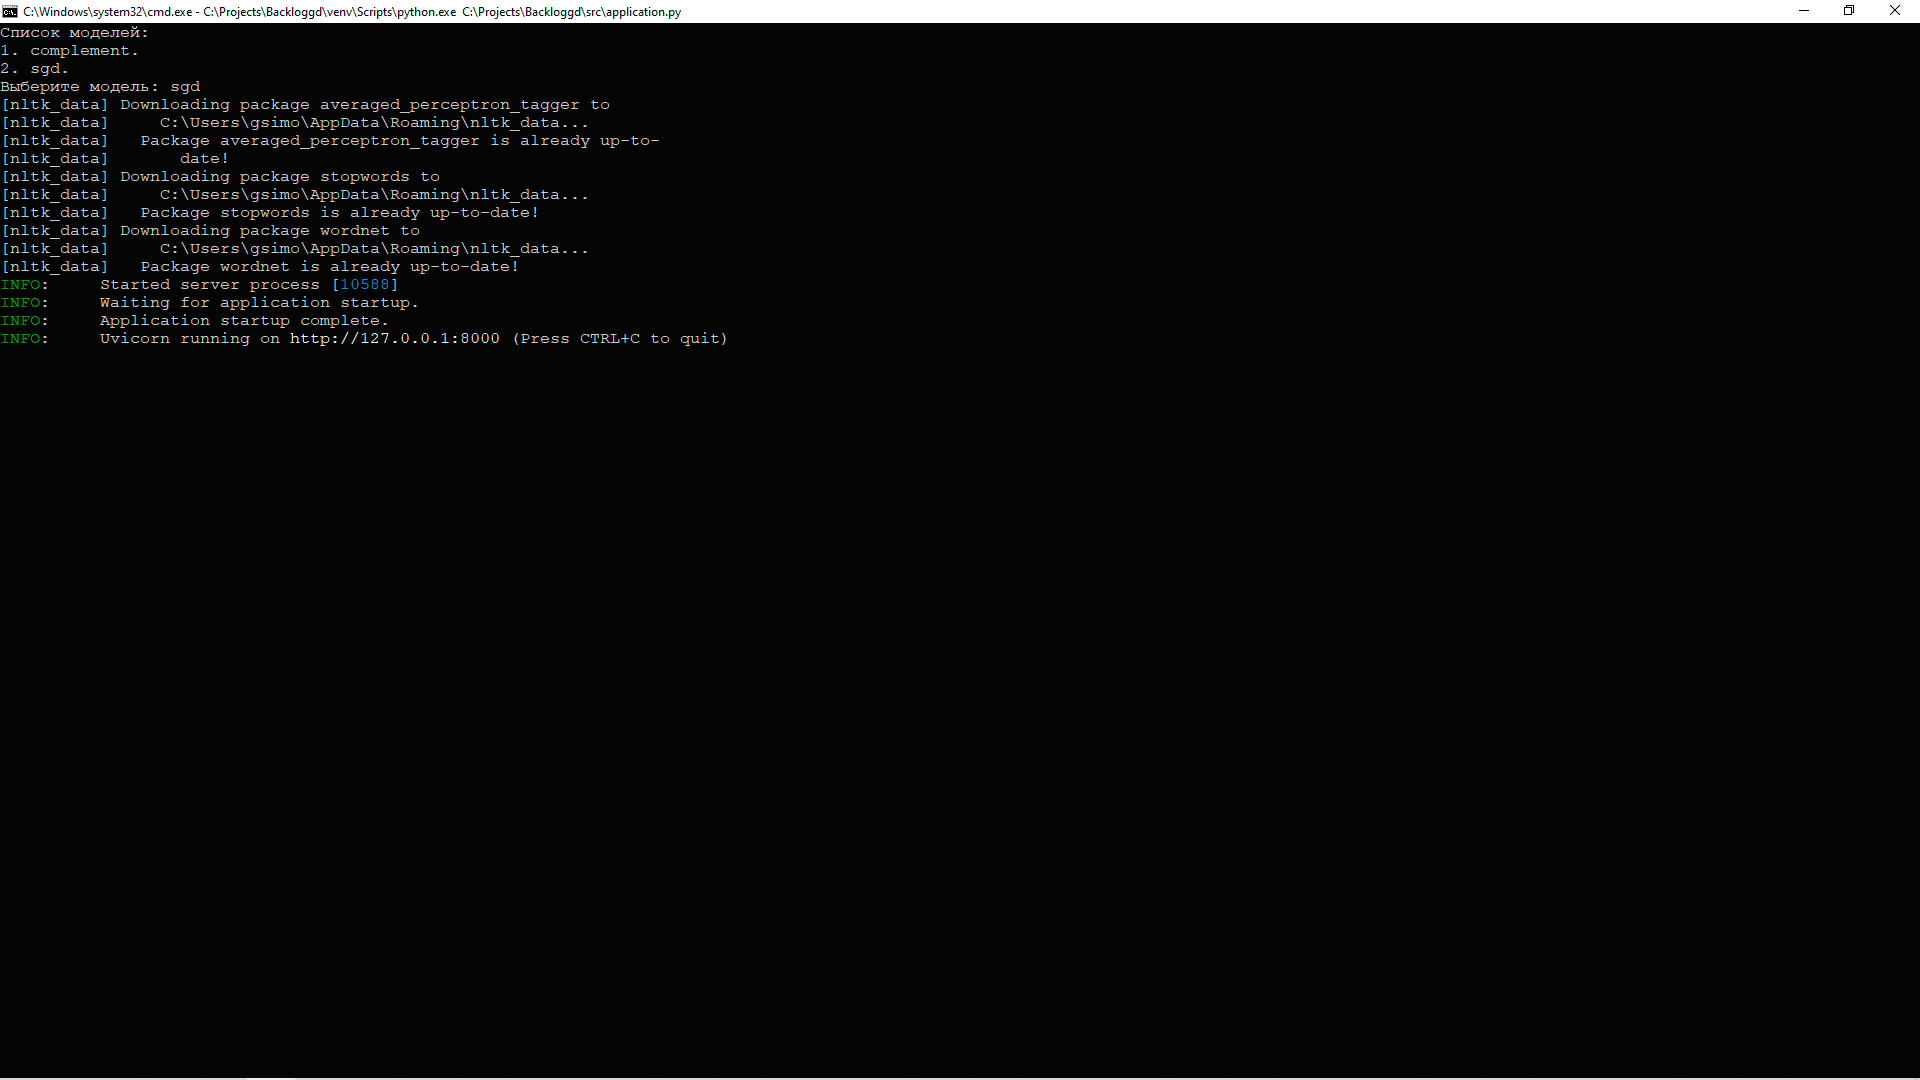 C:\Windows\system32\cmd.exe - C:\Projects\Backloggd\venv\Scripts\python.exe  C:\Projects\Backloggd\src\application.py
Список моделей:
1. complement.
2. sgd.
Выберите модель: sgd
[nltk_data] Downloading package averaged_perceptron_tagger to
[nltk_data]     C:\Users\gsimo\AppData\Roaming\nltk_data...
[nltk_data]   Package averaged_perceptron_tagger is already up-to-
[nltk_data]       date!
[nltk_data] Downloading package stopwords to
[nltk_data]     C:\Users\gsimo\AppData\Roaming\nltk_data...
[nltk_data]   Package stopwords is already up-to-date!
[nltk_data] Downloading package wordnet to
[nltk_data]     C:\Users\gsimo\AppData\Roaming\nltk_data...
[nltk_data]   Package wordnet is already up-to-date!
INFO:     Started server process [10588]
INFO:     Waiting for application startup.
INFO:     Application startup complete.
INFO:     Uvicorn running on http://127.0.0.1:8000 (Press CTRL+C to quit)